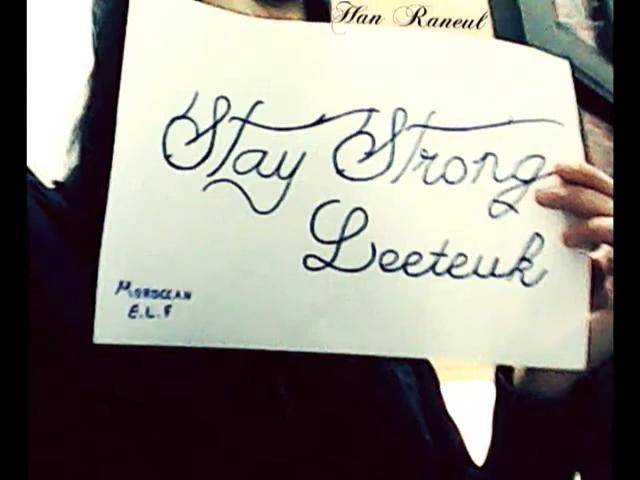 Han Raneul
Stay Strong
Leeteuk
Moroccan
E.L.F